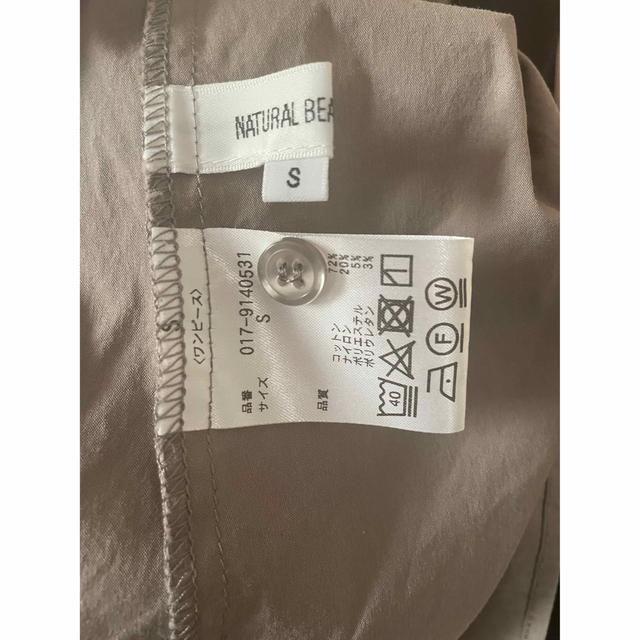 NATURAL BEA
S
S
〈ワンピース〉
品番 017-9140531
サイズ S
品質
コットン 72%
ナイロン 20%
ポリエステル 5%
ポリウレタン 3%
40
F
W